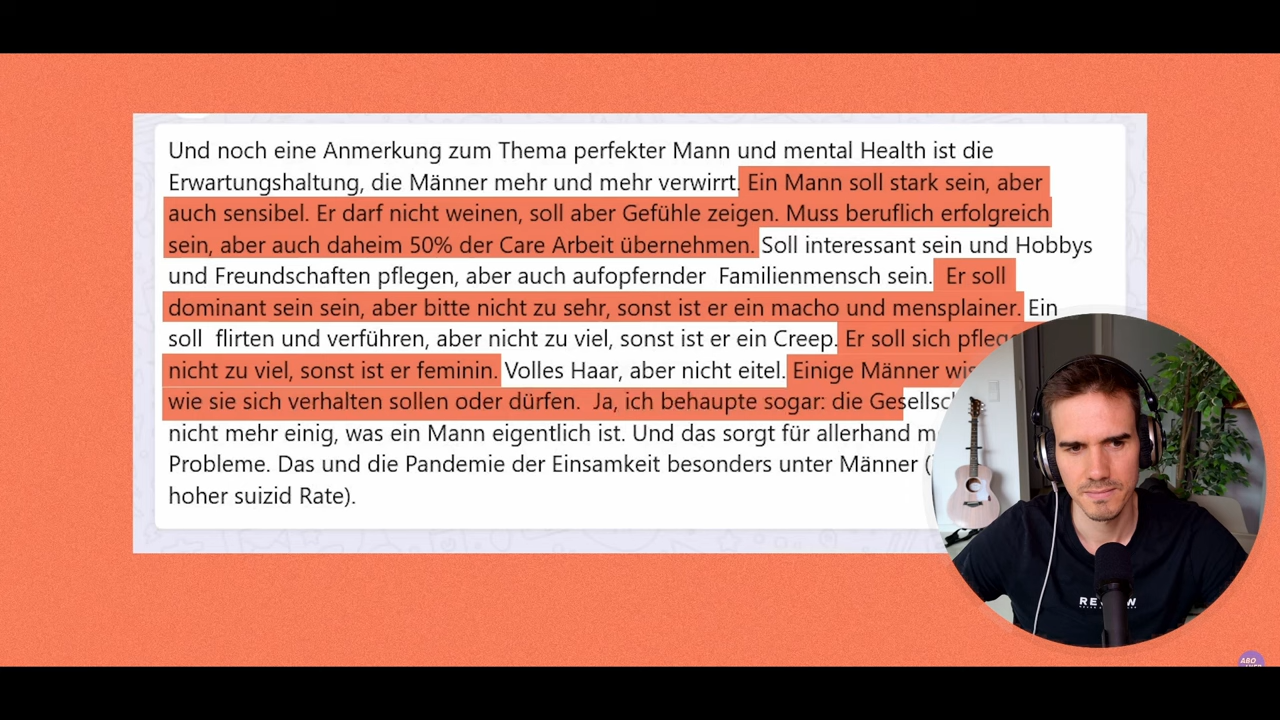 Und noch eine Anmerkung zum Thema perfekter Mann und mental Health ist die
Erwartungshaltung, die Männer mehr und mehr verwirrt. Ein Mann soll stark sein, aber
auch sensibel. Er darf nicht weinen, soll aber Gefühle zeigen. Muss beruflich erfolgreich
sein, aber auch daheim 50% der Care Arbeit übernehmen. Soll interessant sein und Hobbys
und Freundschaften pflegen, aber auch aufopfernder Familienmensch sein. Er soll
dominant sein sein, aber bitte nicht zu sehr, sonst ist er ein macho und mensplainer. Ein
soll flirten und verführen, aber nicht zu viel, sonst ist er ein Creep. Er soll sich
nicht zu viel, sonst ist er feminin. Volles Haar, aber nicht eitel. Einige Männer
wie sie sich verhalten sollen oder dürfen. Ja, ich behaupte sogar: die
nicht mehr einig, was ein Mann eigentlich ist. Und das sorgt für allerhand
Probleme. Das und die Pandemie der Einsamkeit besonders unter Männer (
hoher suizid Rate).
ABO